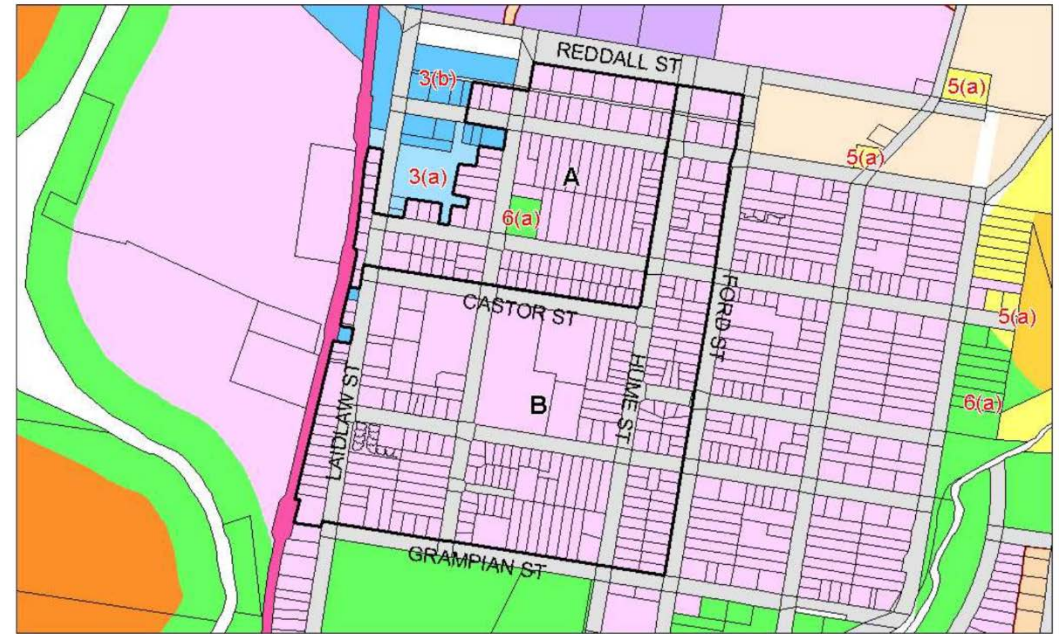 REDDALL ST
3(b)
5(a)
5(a)
A
3(a)
6(a)
FORD ST
CASTOR ST
5(a)
HUME ST
LAIDLAW ST
B
6(a)
GRAMPIAN ST